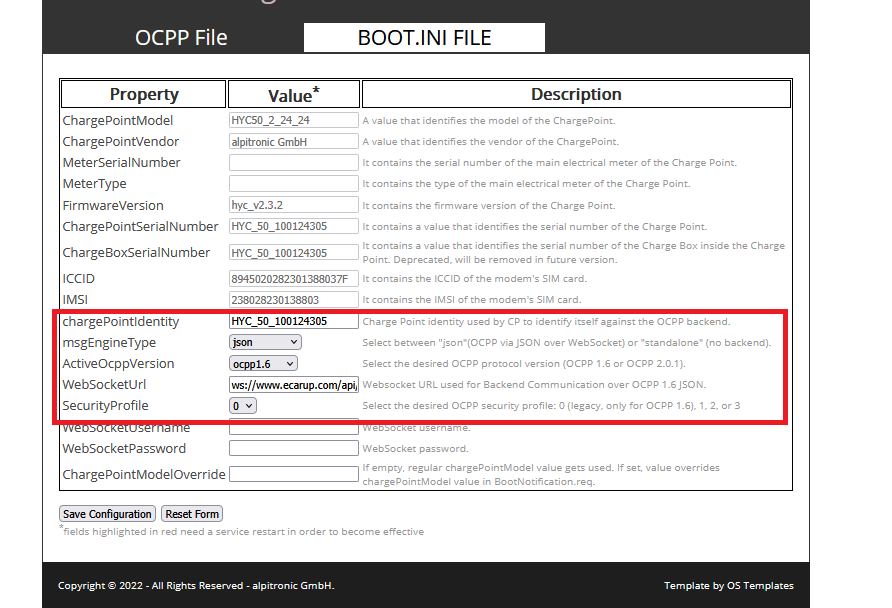 OCPP File BOOT.INI FILE
Property Value* Description
ChargePointModel HYC50_2_24_24 A value that identifies the model of the ChargePoint.
ChargePointVendor alpitronic GmbH A value that identifies the vendor of the ChargePoint.
MeterSerialNumber It contains the serial number of the main electrical meter of the Charge Point.
MeterType It contains the type of the main electrical meter of the Charge Point.
FirmwareVersion hyc_v2.3.2 It contains the firmware version of the Charge Point.
ChargePointSerialNumber HYC_50_100124305 It contains a value that identifies the serial number of the Charge Point.
ChargeBoxSerialNumber HYC_50_100124305 It contains a value that identifies the serial number of the Charge Box inside the Charge
Point. Deprecated, will be removed in future version.
ICCID 8945020282301388037F It contains the ICCID of the modem's SIM card.
IMSI 238028230138803 It contains the IMSI of the modem's SIM card.
chargePointIdentity HYC_50_100124305 Charge Point identity used by CP to identify itself against the OCPP backend.
msgEngineType json Select between "json"(OCPP via JSON over WebSocket) or "standalone" (no backend).
ActiveOcppVersion ocpp1.6 Select the desired OCPP protocol version (OCPP 1.6 or OCPP 2.0.1).
WebSocketUrl ws://www.ecarup.com/api/ Websocket URL used for Backend Communication over OCPP 1.6 JSON.
SecurityProfile 0 Select the desired OCPP security profile: 0 (legacy, only for OCPP 1.6), 1, 2, or 3
WebSocketUsername WebSocket username.
WebSocketPassword WebSocket password.
ChargePointModelOverride If empty, regular chargePointModel value gets used. If set, value overrides
chargePointModel value in BootNotification.req.
Save Configuration Reset Form
*fields highlighted in red need a service restart in order to become effective
Copyright © 2022 - All Rights Reserved - alpitronic GmbH. Template by OS Templates